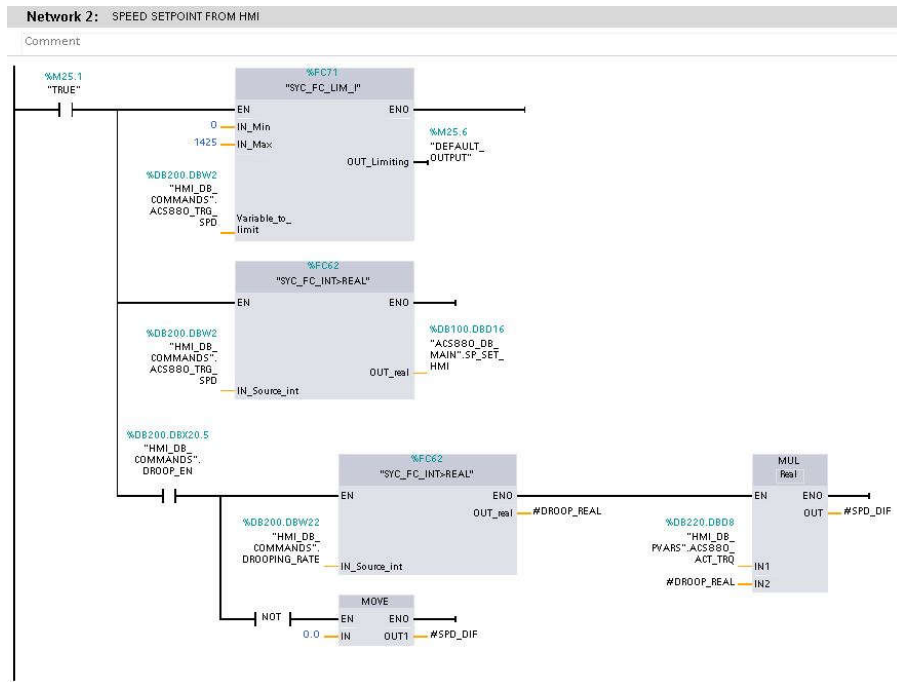 Network 2: SPEED SETPOINT FROM HMI
Comment
%M25.1
"TRUE"
%FC71
"SYC_FC_LIM_I"
EN
ENO
0
IN_Min
1425
IN_Max
%M25.6
"DEFAULT_
OUTPUT"
OUT_Limiting
%DB200.DBW2
"HMI_DB_
COMMANDS".
ACS880_TRG_
SPD
Variable_to_
limit
%FC62
"SYC_FC_INT>REAL"
EN
ENO
%DB200.DBW2
"HMI_DB_
COMMANDS".
ACS880_TRG_
SPD
IN_Source_int
OUT_real
%DB100.DBD16
"ACS880_DB_
MAIN".SP_SET_
HMI
%DB200.DBX20.5
"HMI_DB_
COMMANDS".
DROOP_EN
%FC62
"SYC_FC_INT>REAL"
EN
ENO
OUT_real
#DROOP_REAL
%DB200.DBW22
"HMI_DB_
COMMANDS".
DROOPING_RATE
IN_Source_int
MUL
Real
EN
ENO
OUT
#SPD_DIF
%DB220.DBD8
"HMI_DB_
PVARS".ACS880_
ACT_TRQ
IN1
#DROOP_REAL
IN2
NOT
MOVE
EN
ENO
0.0
IN
OUT1
#SPD_DIF